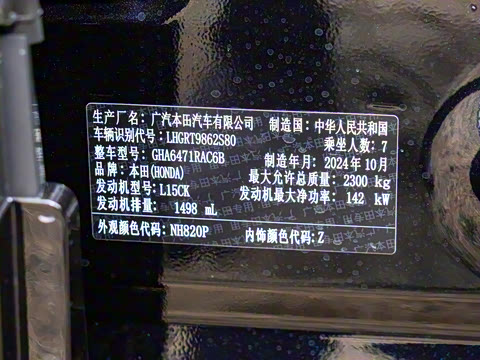 生产厂名：广汽本田汽车有限公司 制造国：中华人民共和国
车辆识别代号：LHGRT9862S80 乘坐人数：7
整车型号：GHA6471RAC6B 制造年月：2024年10月
品牌：本田(HONDA) 最大允许总质量：2300 kg
发动机型号：L15CK 发动机最大净功率：142 kW
发动机排量：1498 mL
外观颜色代码：NH820P 内饰颜色代码：Z